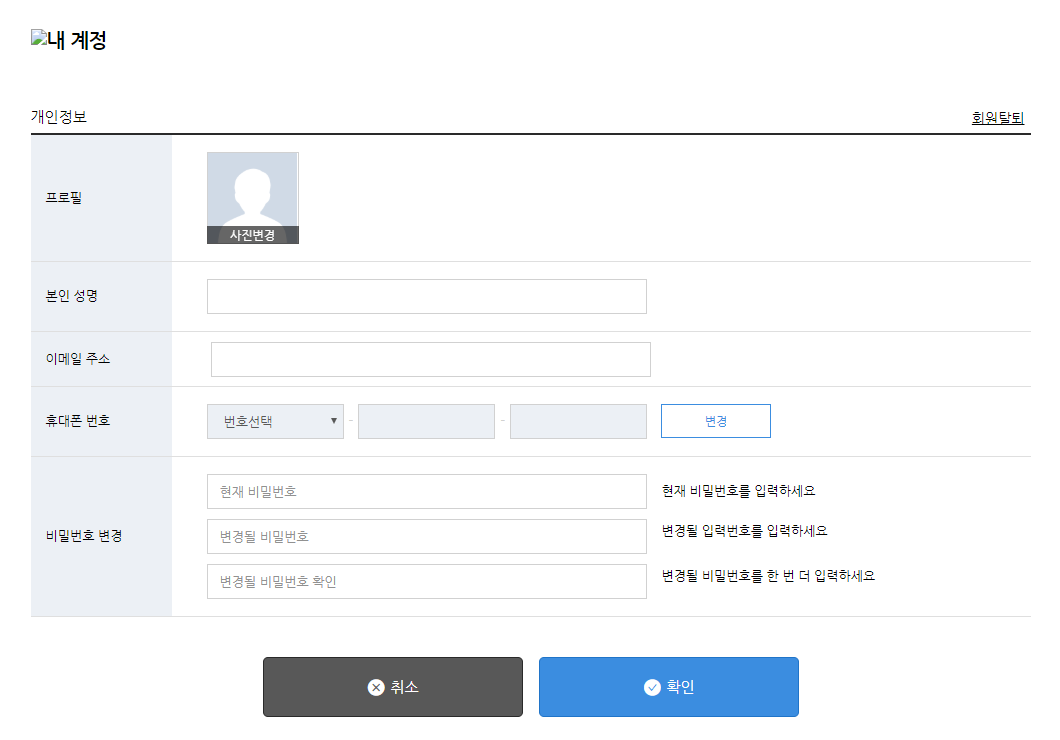 내 계정
개인정보 회원탈퇴
프로필
사진변경
본인 성명
이메일 주소
휴대폰 번호 번호선택 - - 변경
현재 비밀번호 현재 비밀번호를 입력하세요
비밀번호 변경 변경될 비밀번호 변경될 입력번호를 입력하세요
변경될 비밀번호 확인 변경될 비밀번호를 한 번 더 입력하세요
취소 확인